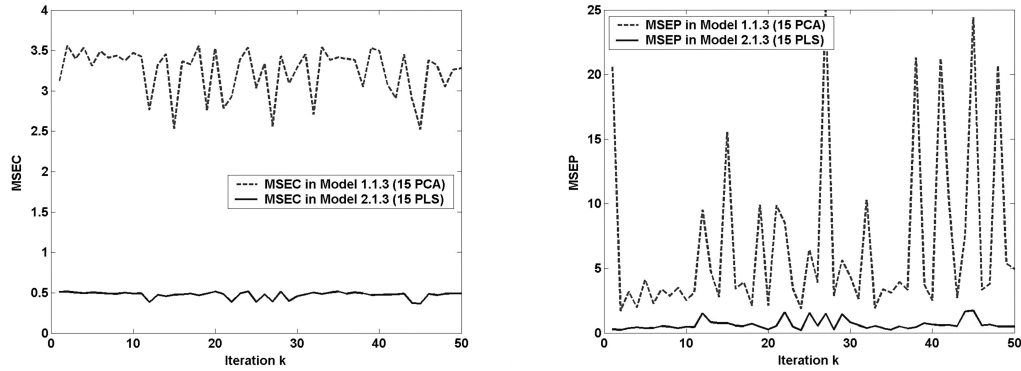 4
3.5
3
2.5
2
1.5
1
0.5
0
MSEC
0 10 20 30 40 50
Iteration k
MSEC in Model 1.1.3 (15 PCA)
MSEC in Model 2.1.3 (15 PLS)
25
20
15
10
5
0
MSEP
0 10 20 30 40 50
Iteration k
MSEP in Model 1.1.3 (15 PCA)
MSEP in Model 2.1.3 (15 PLS)